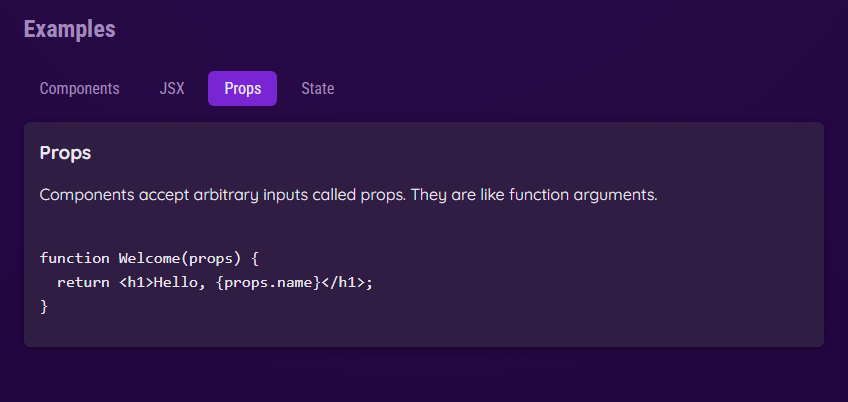 Examples
Components JSX Props State
Props
Components accept arbitrary inputs called props. They are like function arguments.
function Welcome(props) {
  return <h1>Hello, {props.name}</h1>;
}